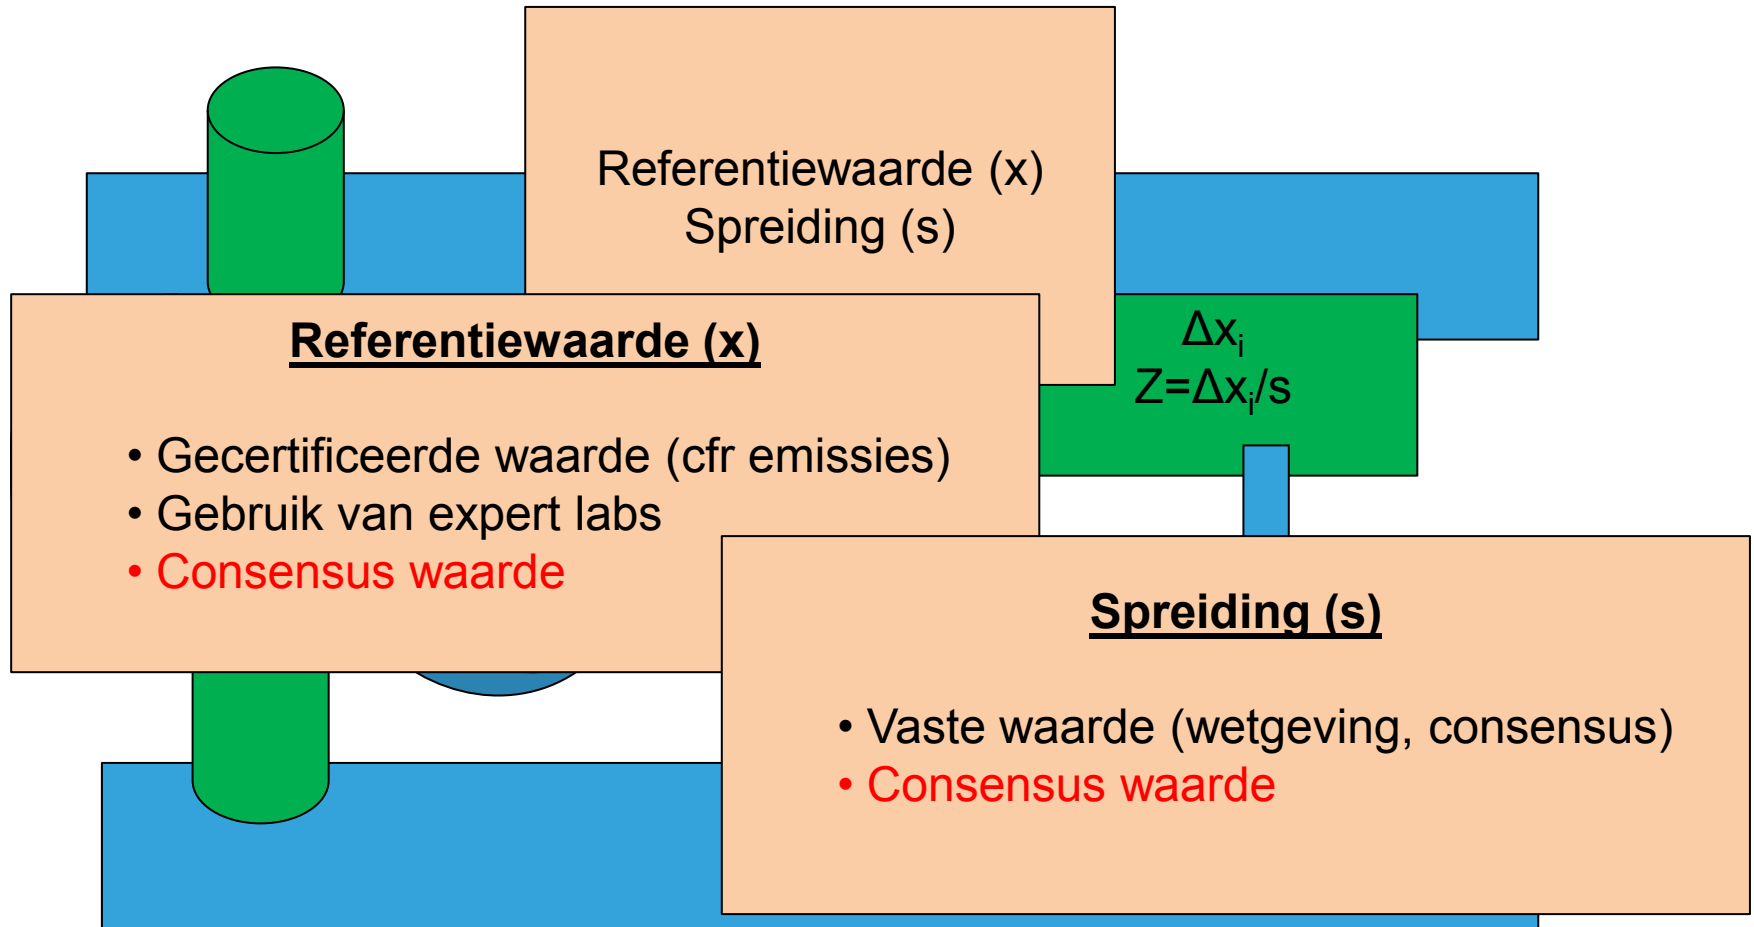 Referentiewaarde (x)
Spreiding (s)
Δxᵢ
Z=Δxᵢ/s
Referentiewaarde (x)
• Gecertificeerde waarde (cfr emissies)
• Gebruik van expert labs
• Consensus waarde
Spreiding (s)
• Vaste waarde (wetgeving, consensus)
• Consensus waarde